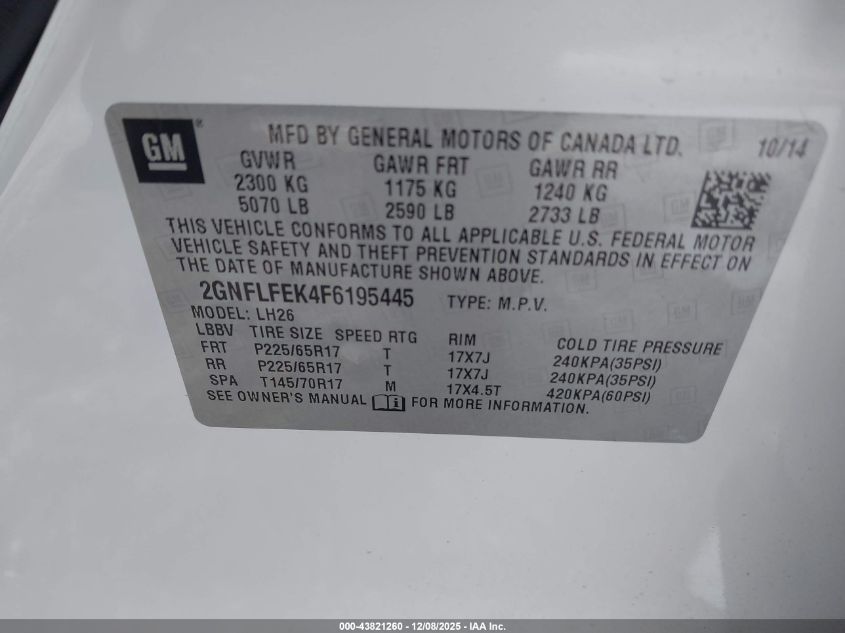 GM ®
MFD BY GENERAL MOTORS OF CANADA LTD. 10/14
GVWR GAWR FRT GAWR RR
2300 KG 1175 KG 1240 KG
5070 LB 2590 LB 2733 LB
THIS VEHICLE CONFORMS TO ALL APPLICABLE U.S. FEDERAL MOTOR
VEHICLE SAFETY AND THEFT PREVENTION STANDARDS IN EFFECT ON
THE DATE OF MANUFACTURE SHOWN ABOVE.
2GNFLFEK4F6195445 TYPE: M.P.V.
MODEL: LH26
LBBV TIRE SIZE SPEED RTG RIM COLD TIRE PRESSURE
FRT P225/65R17 T 17X7J 240KPA(35PSI)
RR P225/65R17 T 17X7J 240KPA(35PSI)
SPA T145/70R17 M 17X4.5T 420KPA(60PSI)
SEE OWNER'S MANUAL i FOR MORE INFORMATION.
000-43821260 - 12/08/2025 - IAA Inc.